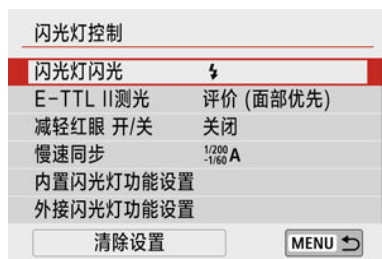 闪光灯控制
闪光灯闪光
E-TTL II测光 评价 (面部优先)
减轻红眼 开/关 关闭
慢速同步 1/200-1/60 A
内置闪光灯功能设置
外接闪光灯功能设置
清除设置 MENU